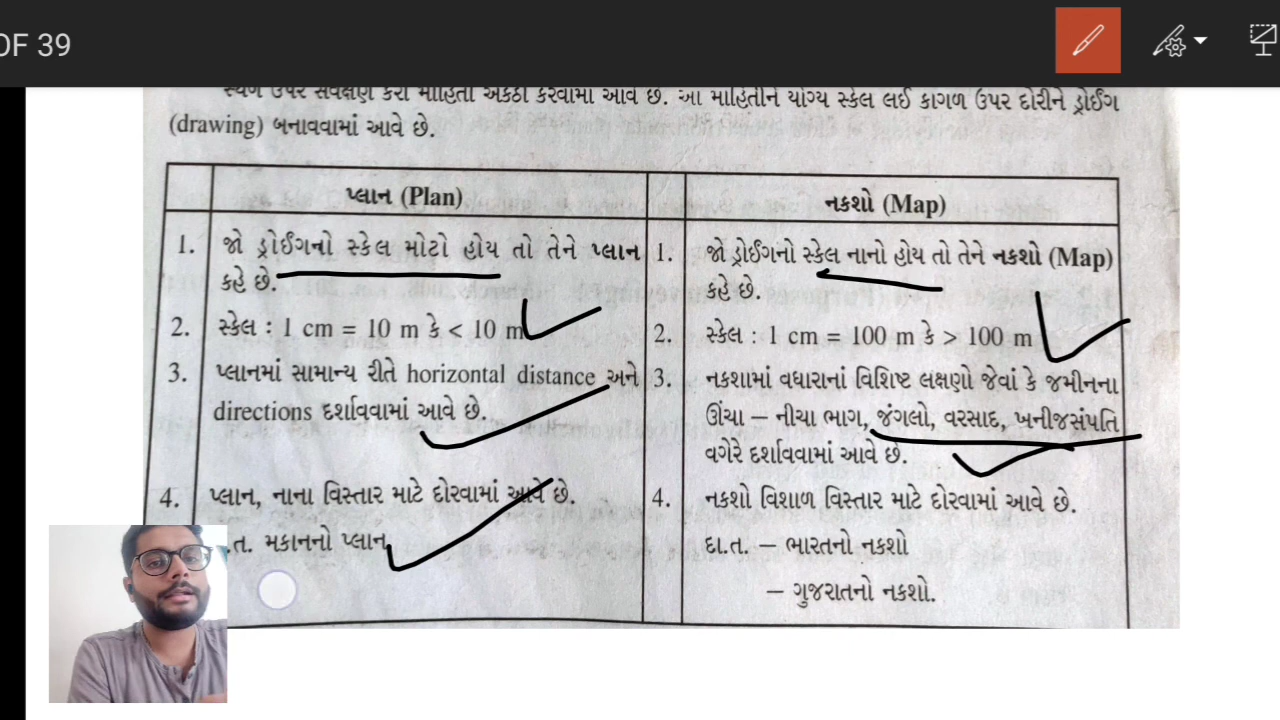 OF 39
સ્થળ ઉપર સર્વેક્ષણ કરી માહિતી એકઠી કરવામાં આવે છે. આ માહિતીને યોગ્ય સ્કેલ લઈ કાગળ ઉપર દોરીને ડ્રોઈંગ
(drawing) બનાવવામાં આવે છે.
પ્લાન (Plan)
1. જો ડ્રોઈંગનો સ્કેલ મોટો હોય તો તેને પ્લાન
કહે છે.
2. સ્કેલ : 1 cm = 10 m કે < 10 m
3. પ્લાનમાં સામાન્ય રીતે horizontal distance અને
directions દર્શાવવામાં આવે છે.
4. પ્લાન, નાના વિસ્તાર માટે દોરવામાં આવે છે.
.ત. મકાનનો પ્લાન
નકશો (Map)
1. જો ડ્રોઈંગનો સ્કેલ નાનો હોય તો તેને નકશો (Map)
કહે છે.
2. સ્કેલ : 1 cm = 100 m કે > 100 m
3. નકશામાં વધારાનાં વિશિષ્ટ લક્ષણો જેવાં કે જમીનના
ઊંચા – નીચા ભાગ, જંગલો, વરસાદ, ખનીજસંપતિ
વગેરે દર્શાવવામાં આવે છે.
4. નકશો વિશાળ વિસ્તાર માટે દોરવામાં આવે છે.
દા.ત. – ભારતનો નકશો
– ગુજરાતનો નકશો.